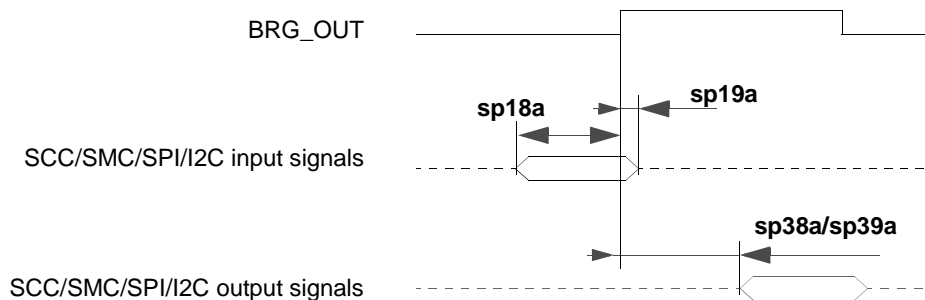 BRG_OUT
sp18a
sp19a
SCC/SMC/SPI/I2C input signals
sp38a/sp39a
SCC/SMC/SPI/I2C output signals